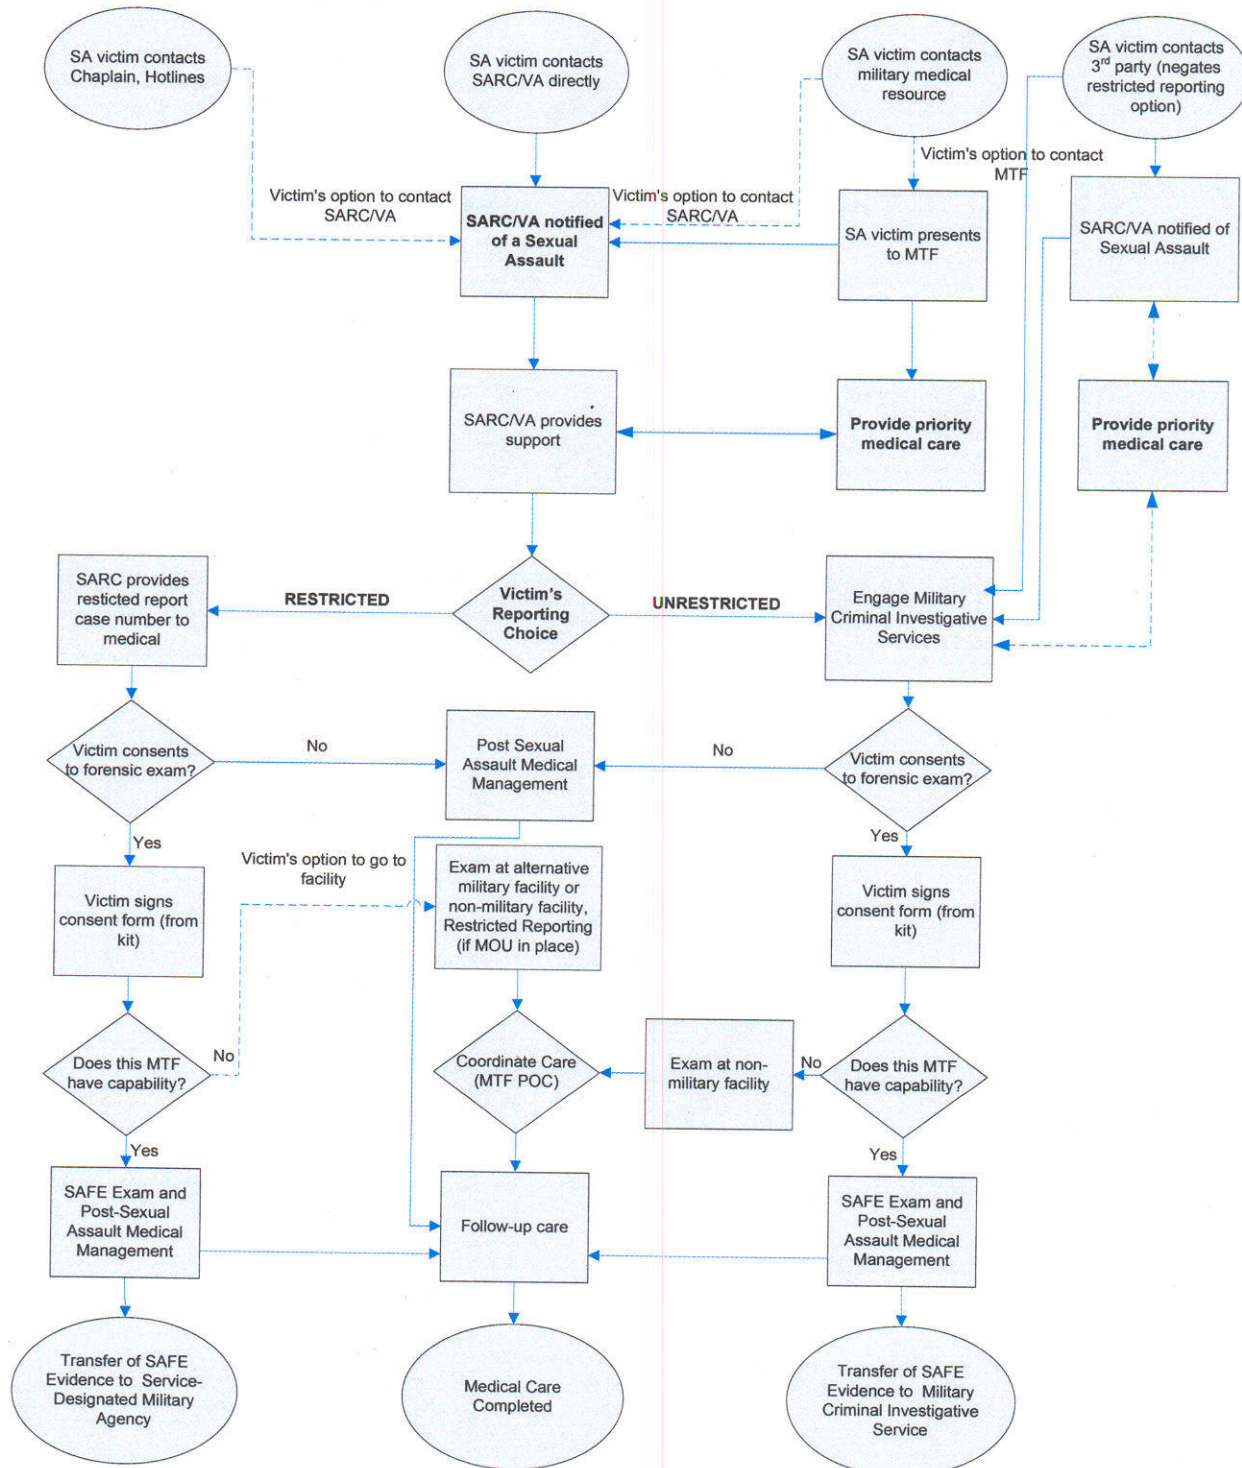 SA victim contacts
Chaplain, Hotlines
SA victim contacts
SARC/VA directly
SA victim contacts
military medical
resource
SA victim contacts
3rd party (negates
restricted reporting
option)
Victim's option to contact
SARC/VA
Victim's option to contact
SARC/VA
Victim's option to contact
MTF
SARC/VA notified
of a Sexual
Assault
SA victim presents
to MTF
SARC/VA notified of
Sexual Assault
SARC/VA provides
support
Provide priority
medical care
Provide priority
medical care
SARC provides
resticted report
case number to
medical
RESTRICTED
Victim's
Reporting
Choice
UNRESTRICTED
Engage Military
Criminal Investigative
Services
Victim consents
to forensic exam?
No
Post Sexual
Assault Medical
Management
No
Victim consents
to forensic exam?
Yes
Yes
Victim signs
consent form (from
kit)
Victim's option to go to
facility
Exam at alternative
military facility or
non-military facility,
Restricted Reporting
(if MOU in place)
Victim signs
consent form (from
kit)
Does this MTF
have capability?
No
Coordinate Care
(MTF POC)
Exam at non-
military facility
No
Does this MTF
have capability?
Yes
Yes
SAFE Exam and
Post-Sexual
Assault Medical
Management
Follow-up care
SAFE Exam and
Post-Sexual
Assault Medical
Management
Transfer of SAFE
Evidence to Service-
Designated Military
Agency
Medical Care
Completed
Transfer of SAFE
Evidence to Military
Criminal Investigative
Service